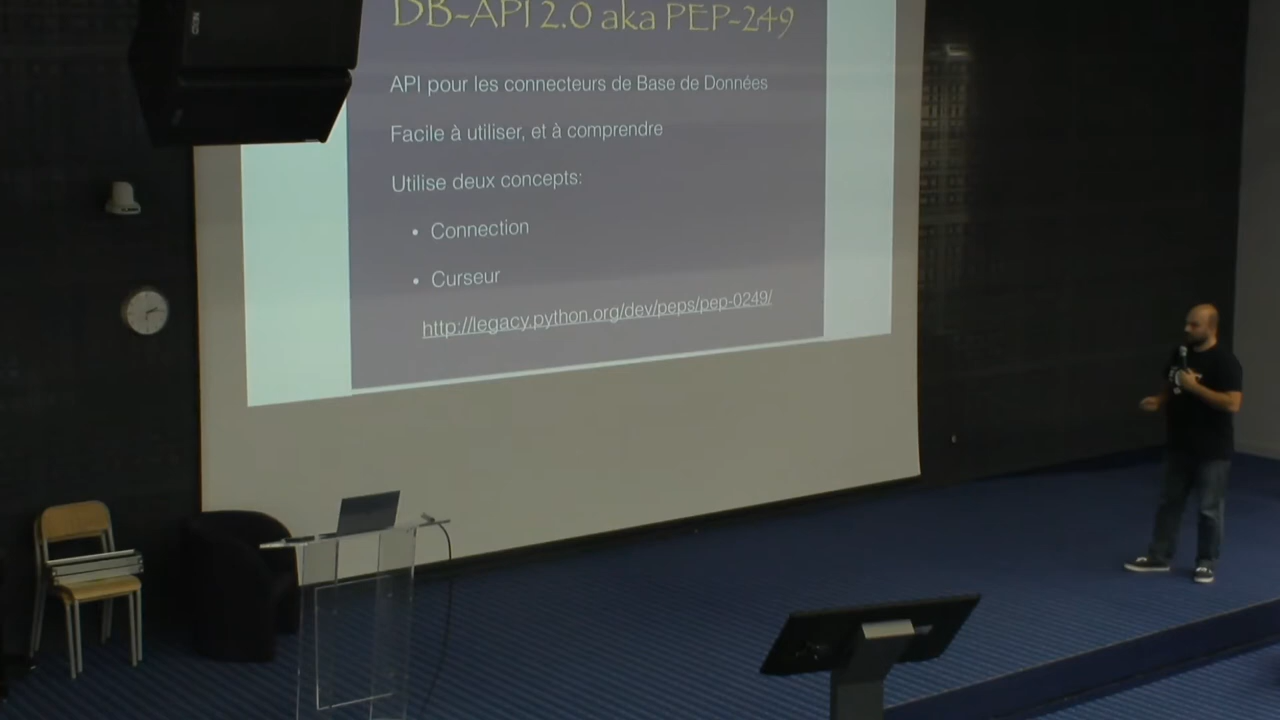 DB-API 2.0 aka PEP-249
API pour les connecteurs de Base de Données
Facile à utiliser, et à comprendre
Utilise deux concepts:
• Connection
• Curseur
http://legacy.python.org/dev/peps/pep-0249/